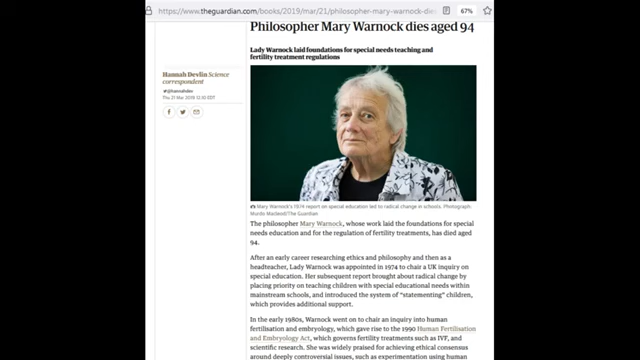 https://www.theguardian.com/books/2019/mar/21/philosopher-mary-warnock-dies
67%
Philosopher Mary Warnock dies aged 94
Lady Warnock laid foundations for special needs teaching and
fertility treatment regulations
Hannah Devlin Science
correspondent
@hannahdev
Thu 21 Mar 2019 12.30 EDT
Mary Warnock's 1974 report on special education led to radical change in schools. Photograph:
Murdo Macleod/The Guardian
The philosopher Mary Warnock, whose work laid the foundations for special
needs education and for the regulation of fertility treatments, has died aged
94.
After an early career researching ethics and philosophy and then as a
headteacher, Lady Warnock was appointed in 1974 to chair a UK inquiry on
special education. Her subsequent report brought about radical change by
placing priority on teaching children with special educational needs within
mainstream schools, and introduced the system of "statementing" children,
which provides additional support.
In the early 1980s, Warnock went on to chair an inquiry into human
fertilisation and embryology, which gave rise to the 1990 Human Fertilisation
and Embryology Act, which governs fertility treatments such as IVF, and
scientific research. She was widely praised for achieving ethical consensus
around deeply controversial issues, such as experimentation using human